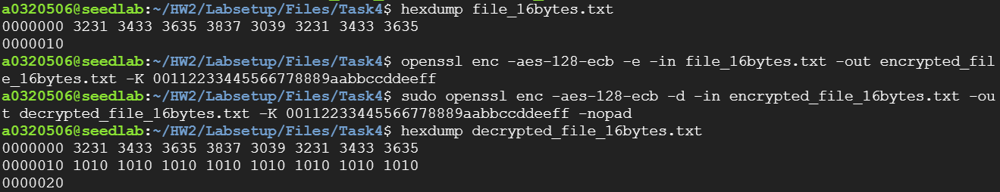 a0320506@seedlab:~/HW2/Labsetup/Files/Task4$ hexdump file_16bytes.txt
0000000 3231 3433 3635 3837 3039 3231 3433 3635
0000010
a0320506@seedlab:~/HW2/Labsetup/Files/Task4$ openssl enc -aes-128-ecb -e -in file_16bytes.txt -out encrypted_fil
e_16bytes.txt -K 00112233445566778889aabbccddeeff
a0320506@seedlab:~/HW2/Labsetup/Files/Task4$ sudo openssl enc -aes-128-ecb -d -in encrypted_file_16bytes.txt -ou
t decrypted_file_16bytes.txt -K 00112233445566778889aabbccddeeff -nopad
a0320506@seedlab:~/HW2/Labsetup/Files/Task4$ hexdump decrypted_file_16bytes.txt
0000000 3231 3433 3635 3837 3039 3231 3433 3635
0000010 1010 1010 1010 1010 1010 1010 1010 1010
0000020